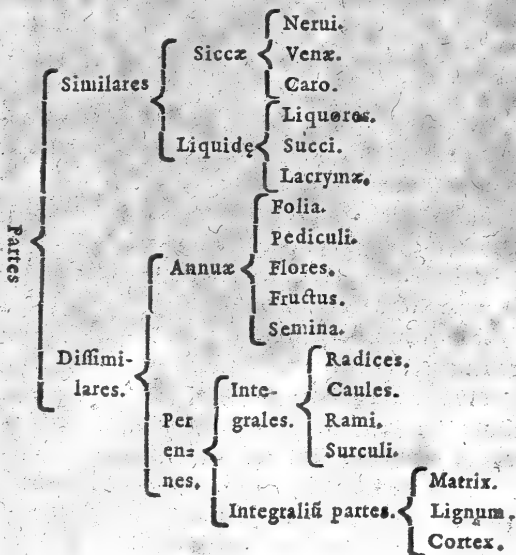 Partes
Similares
Siccæ
Nerui.
Venæ.
Caro.
Liquidę
Liquores.
Succi.
Lacrymæ.
Dissimi-
lares.
Annuæ
Folia.
Pediculi.
Flores.
Fructus.
Semina.
Per
en=
nes.
Inte-
grales.
Radices.
Caules.
Rami.
Surculi.
Integraliũ partes.
Matrix.
Lignum.
Cortex.